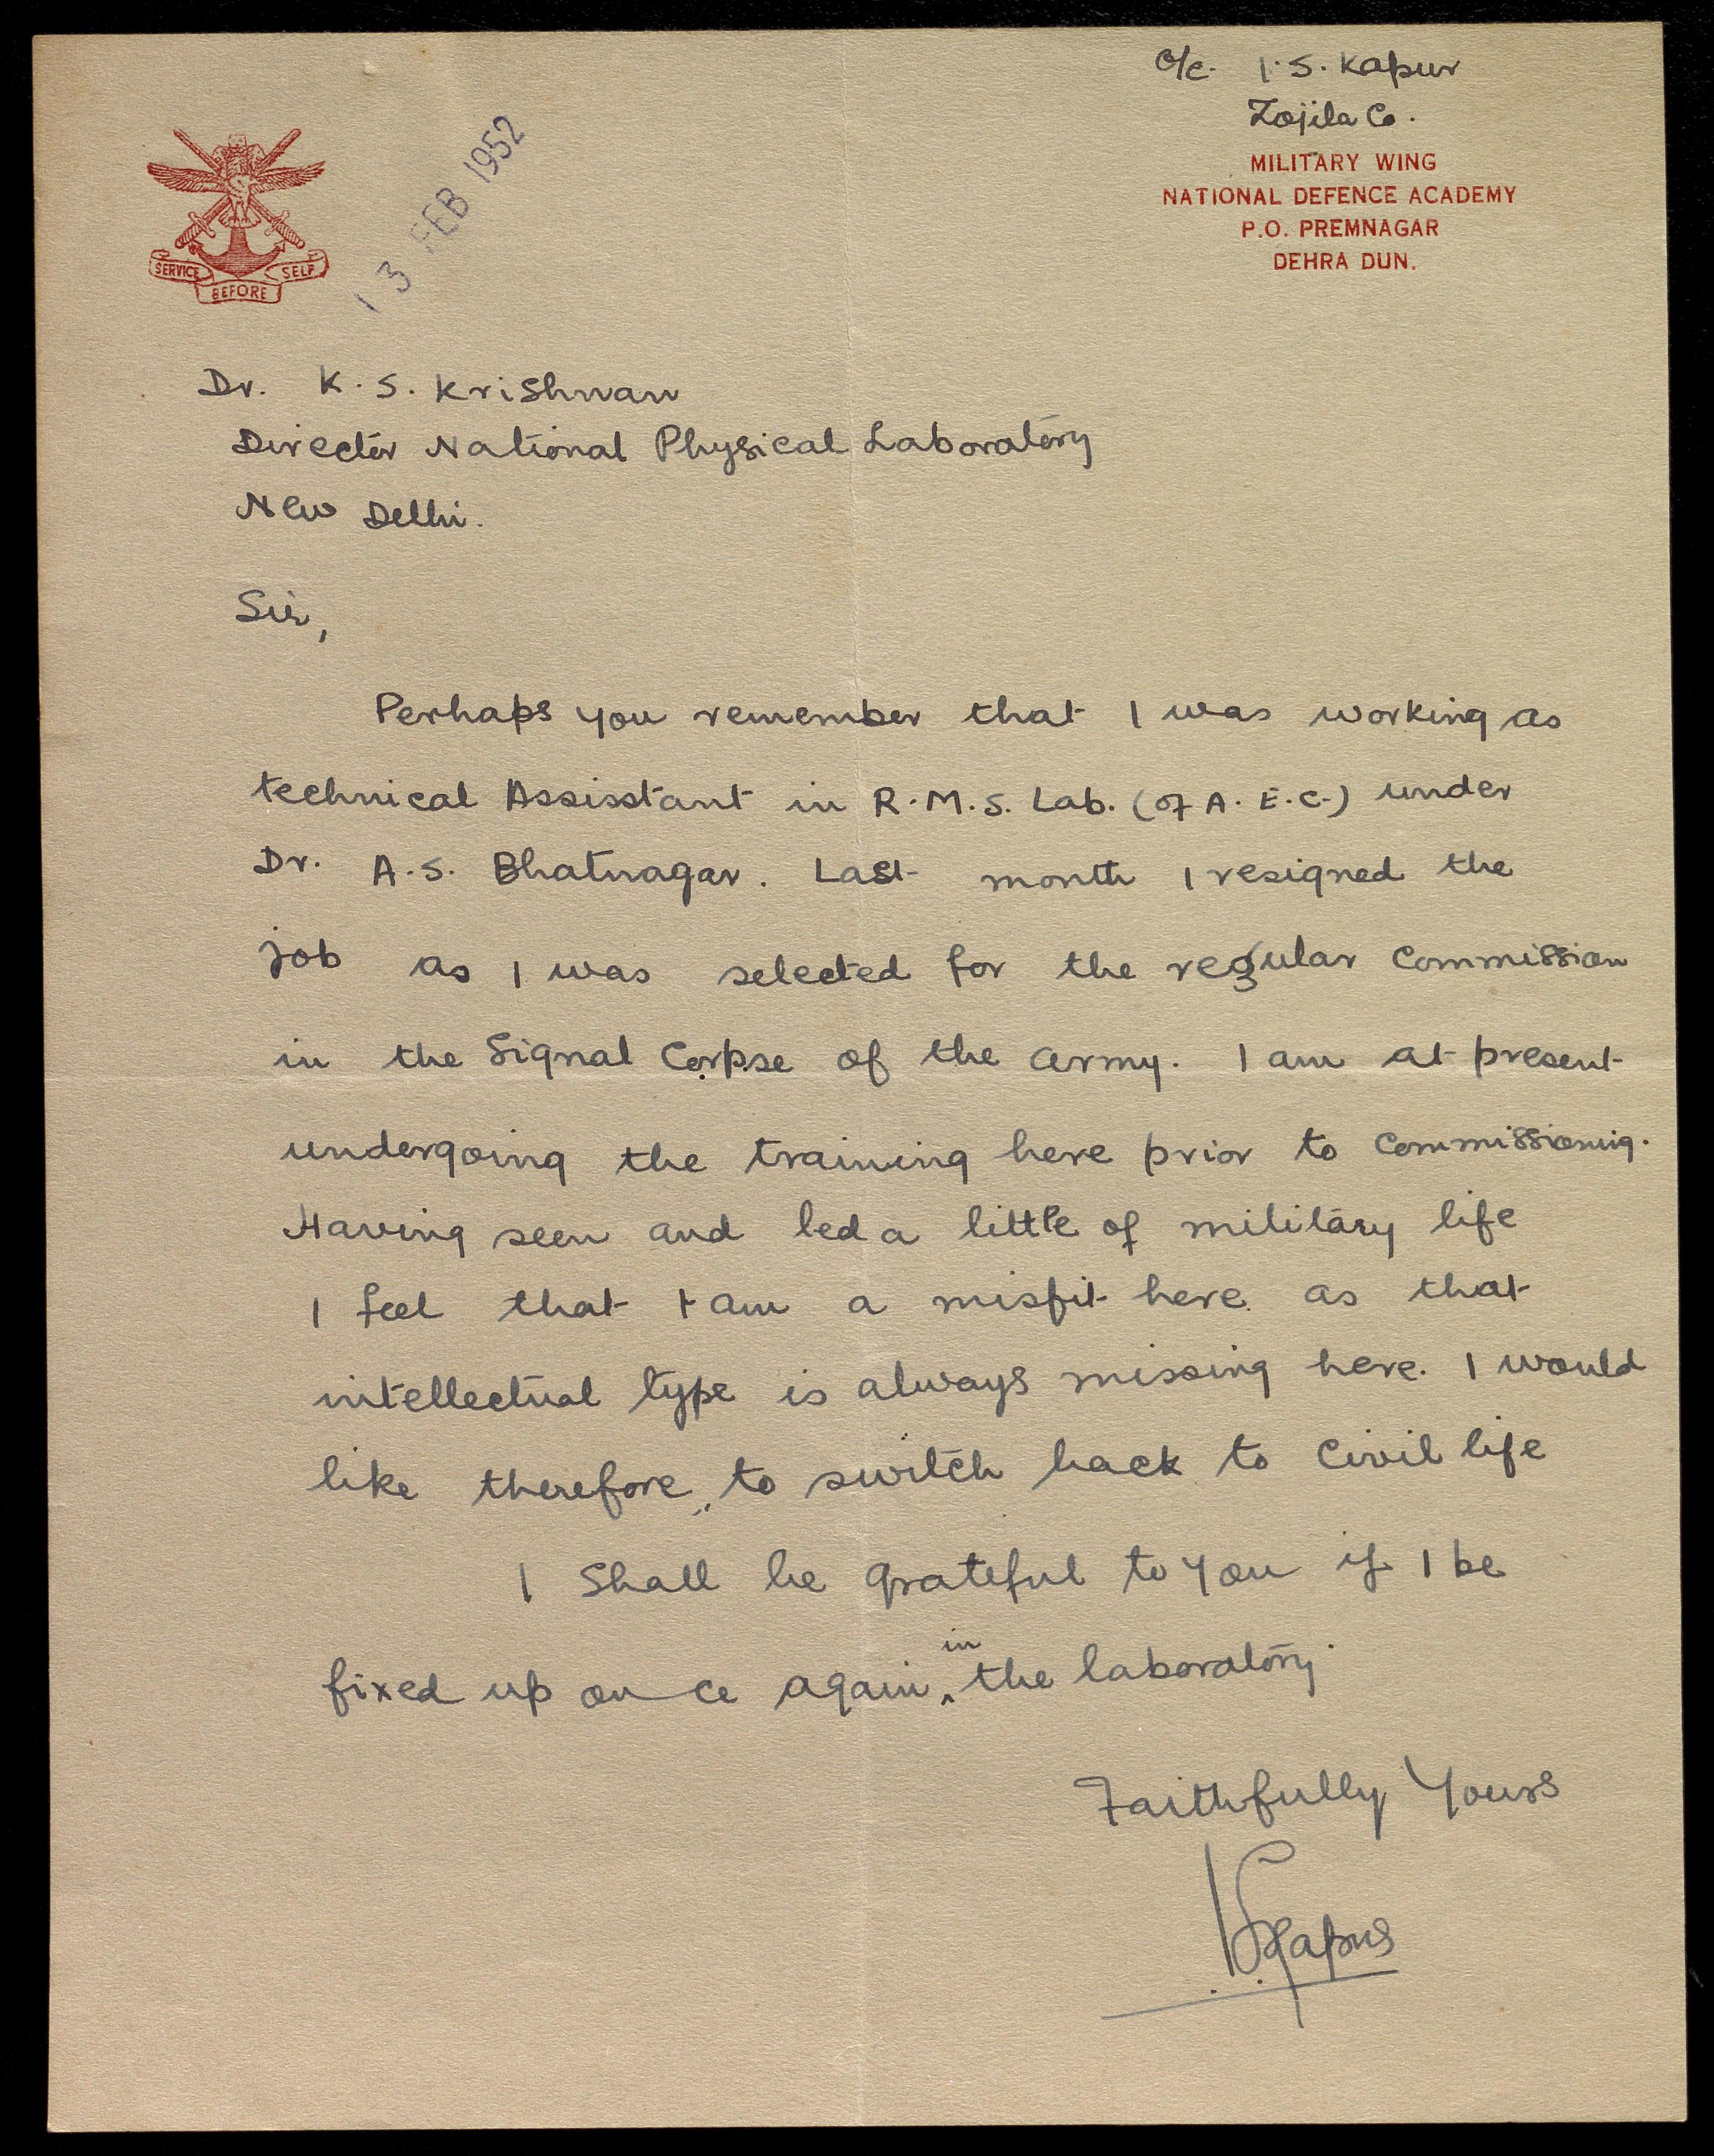 O/c. I. S. Kapur
Zojila Co.
MILITARY WING
NATIONAL DEFENCE ACADEMY
P.O. PREMNAGAR
DEHRA DUN.
SERVICE BEFORE SELF
13 FEB 1952
Dr. K. S. Krishnan
Director National Physical Laboratory
New Delhi.
Sir,
Perhaps you remember that I was working as
technical Assisstant in R.M.S. Lab. (of A.E.C.) under
Dr. A.S. Bhatnagar. Last month I resigned the
job as I was selected for the regular Commission
in the Signal Corpse of the army. I am at present
undergoing the training here prior to Commissioning.
Having seen and led a little of military life
I feel that I am a misfit here as that
intellectual type is always missing here. I would
like therefore, to switch back to Civil life
I shall be grateful to you if I be
fixed up once again in the laboratory.
Faithfully Yours
ISKapur